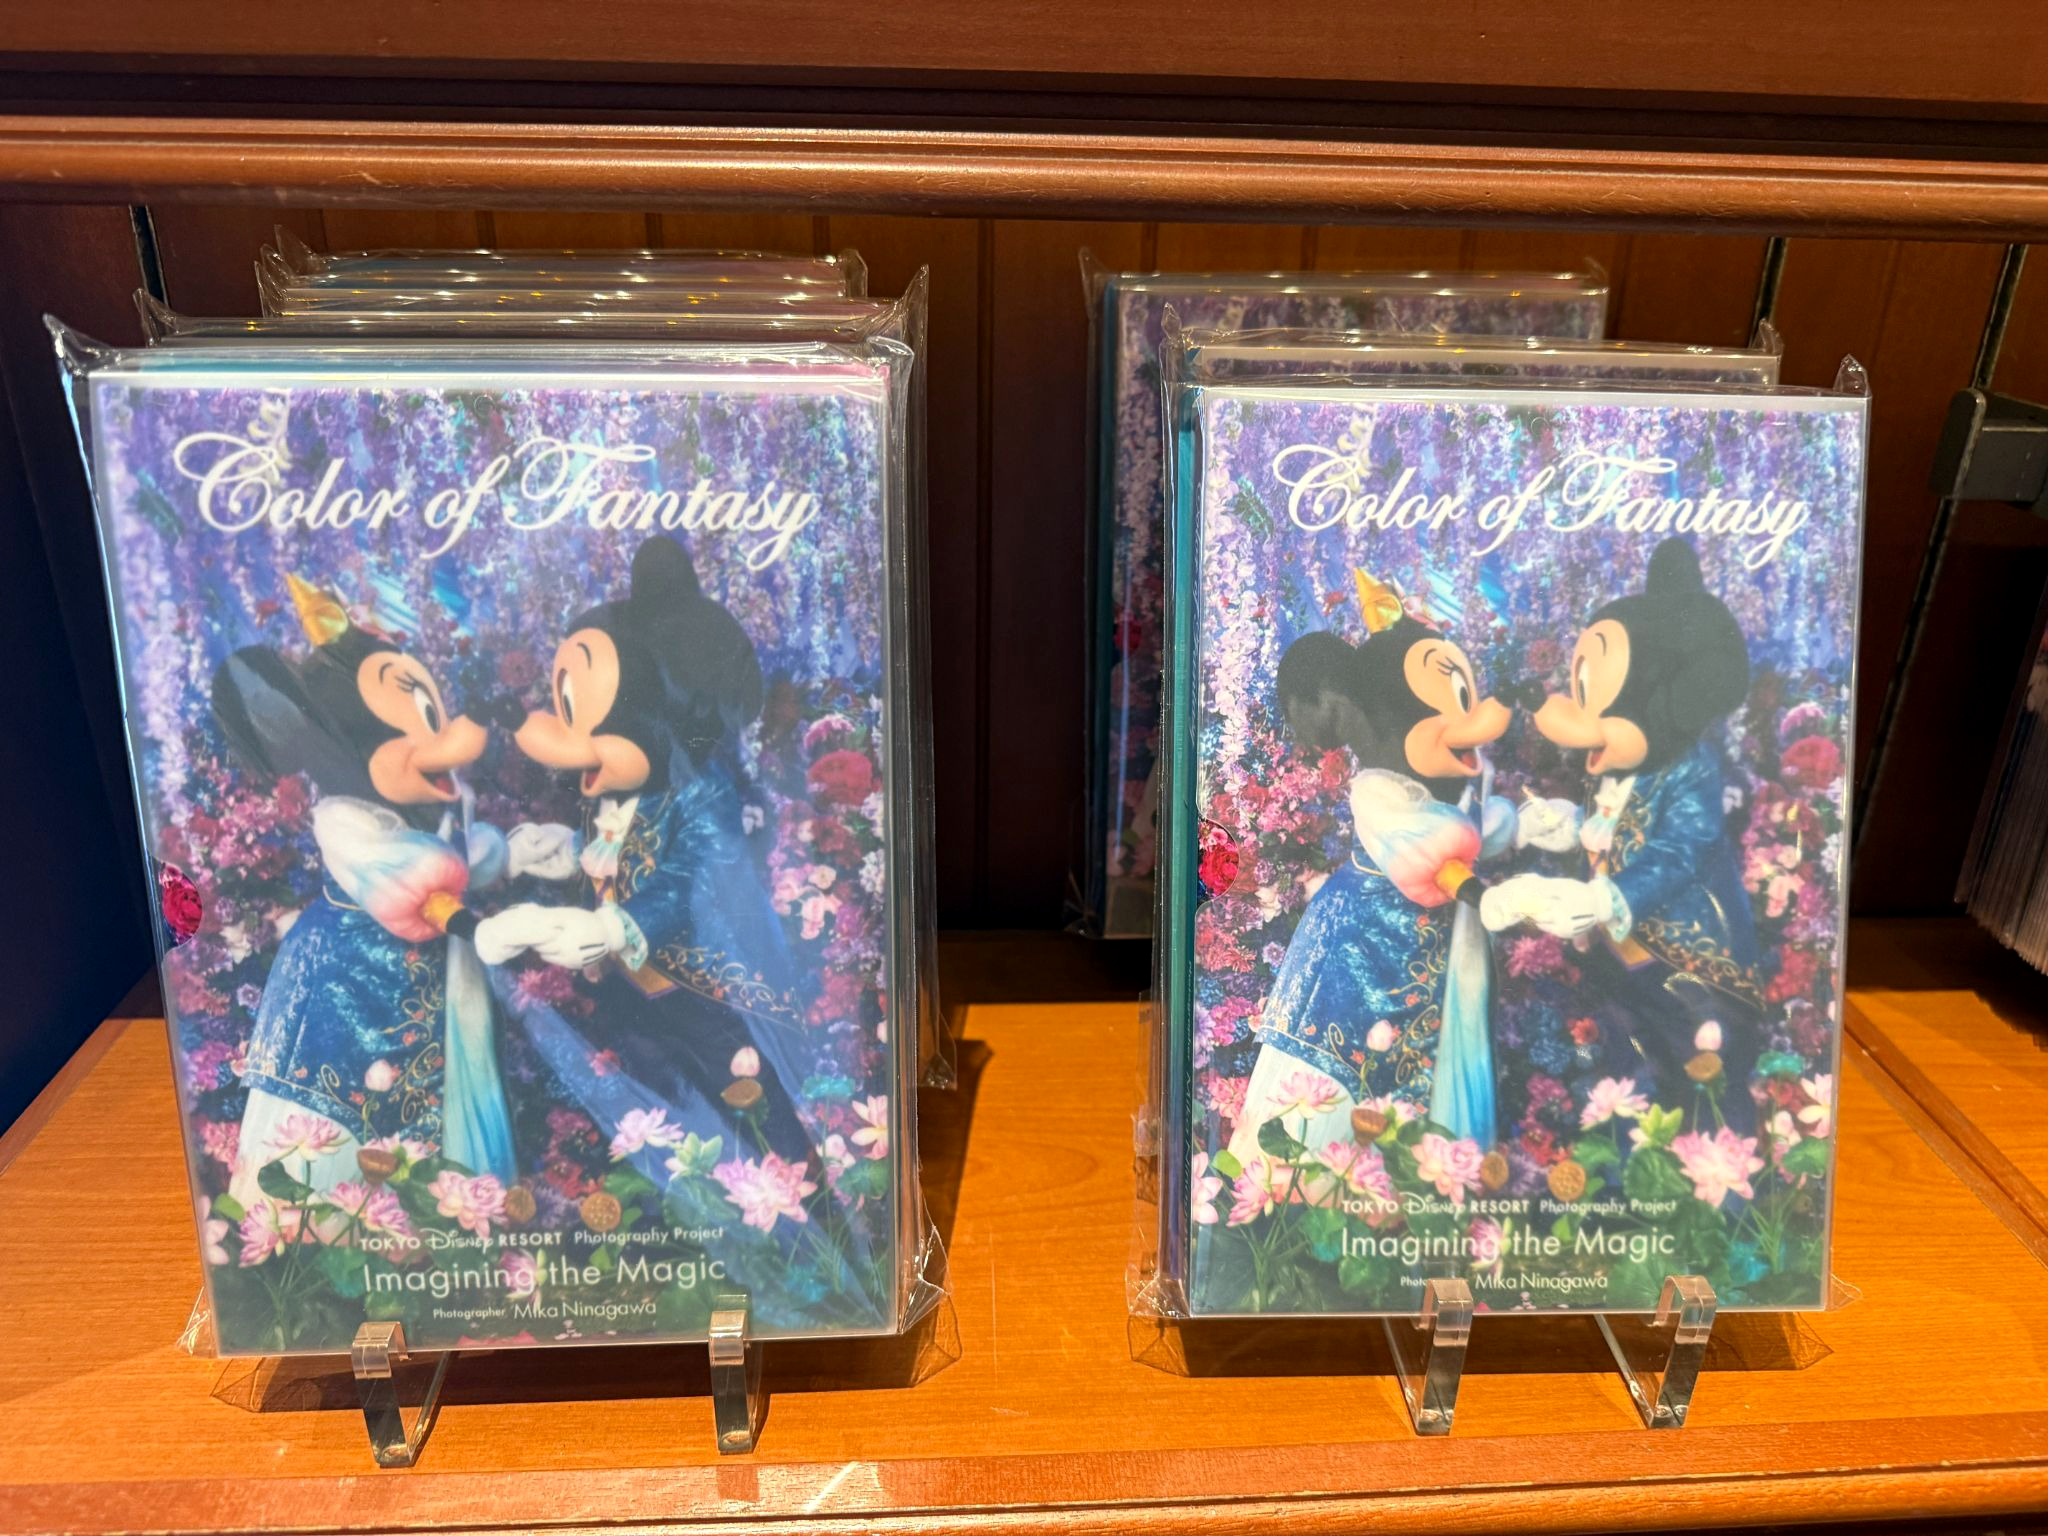 Color of Fantasy
TOKYO Disney RESORT Photography Project
Imagining the Magic
Photographer Mika Ninagawa
Color of Fantasy
TOKYO Disney RESORT Photography Project
Imagining the Magic
Mika Ninagawa